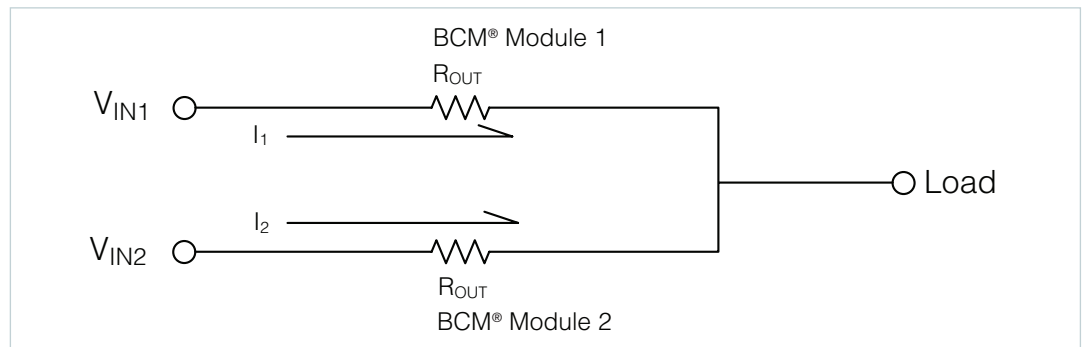 BCM® Module 1
ROUT
VIN1
I1
Load
I2
VIN2
ROUT
BCM® Module 2